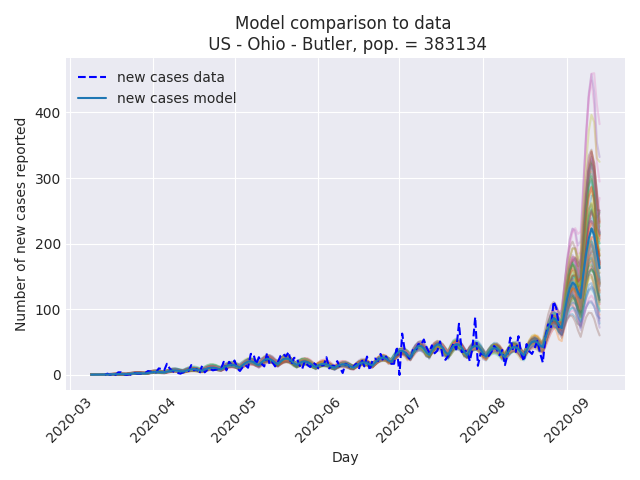 Model comparison to data
US - Ohio - Butler, pop. = 383134
new cases data
new cases model
Number of new cases reported
400
300
200
100
0
2020-03
2020-04
2020-05
2020-06
2020-07
2020-08
2020-09
Day